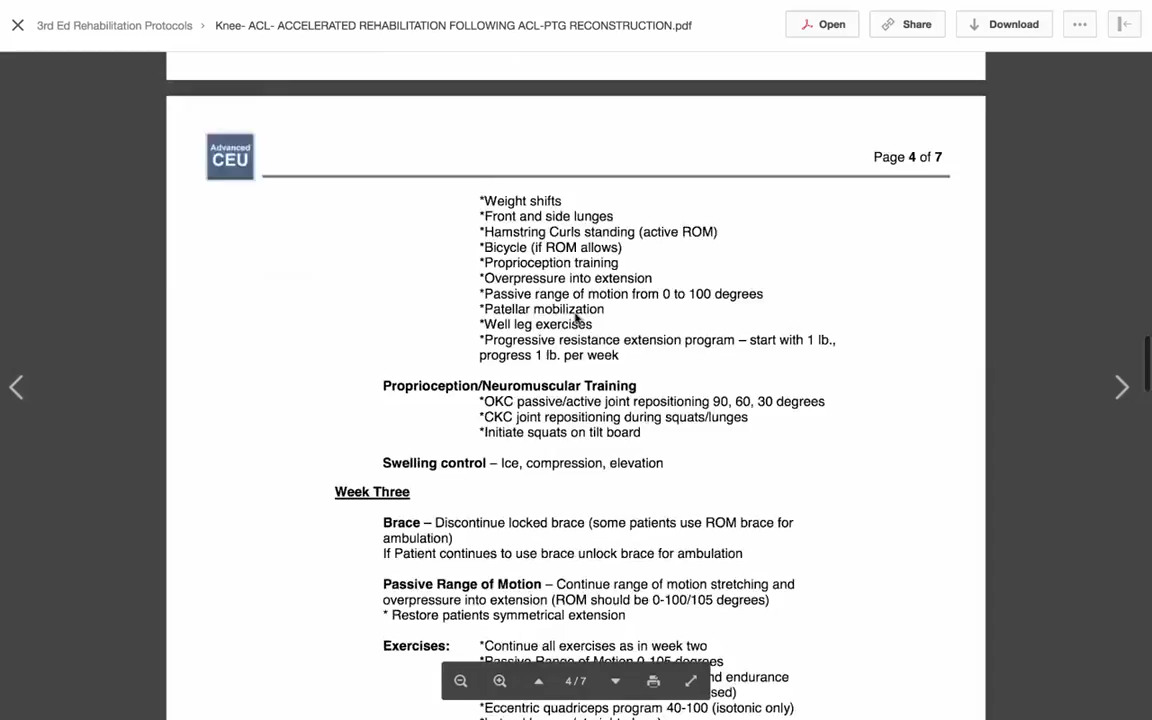 3rd Ed Rehabilitation Protocols › Knee- ACL- ACCELERATED REHABILITATION FOLLOWING ACL-PTG RECONSTRUCTION.pdf
Open
Share
Download
Advanced
CEU
Page 4 of 7
*Weight shifts
*Front and side lunges
*Hamstring Curls standing (active ROM)
*Bicycle (if ROM allows)
*Proprioception training
*Overpressure into extension
*Passive range of motion from 0 to 100 degrees
*Patellar mobilization
*Well leg exercises
*Progressive resistance extension program – start with 1 lb.,
progress 1 lb. per week
Proprioception/Neuromuscular Training
*OKC passive/active joint repositioning 90, 60, 30 degrees
*CKC joint repositioning during squats/lunges
*Initiate squats on tilt board
Swelling control – Ice, compression, elevation
Week Three
Brace – Discontinue locked brace (some patients use ROM brace for
ambulation)
If Patient continues to use brace unlock brace for ambulation
Passive Range of Motion – Continue range of motion stretching and
overpressure into extension (ROM should be 0-100/105 degrees)
* Restore patients symmetrical extension
Exercises: *Continue all exercises as in week two
*Passive Range of Motion 0-105 degrees
nd endurance
sed)
*Eccentric quadriceps program 40-100 (isotonic only)
4/7